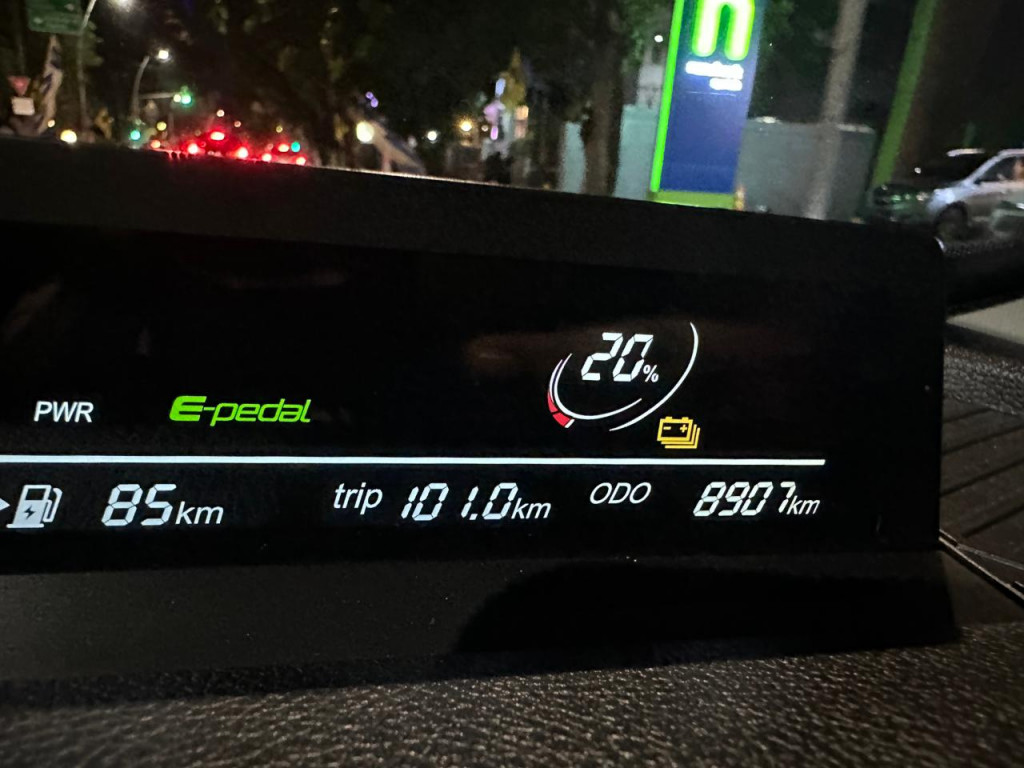 n
20%
PWR
E-pedal
85km
trip 101.0km
ODO 8907km